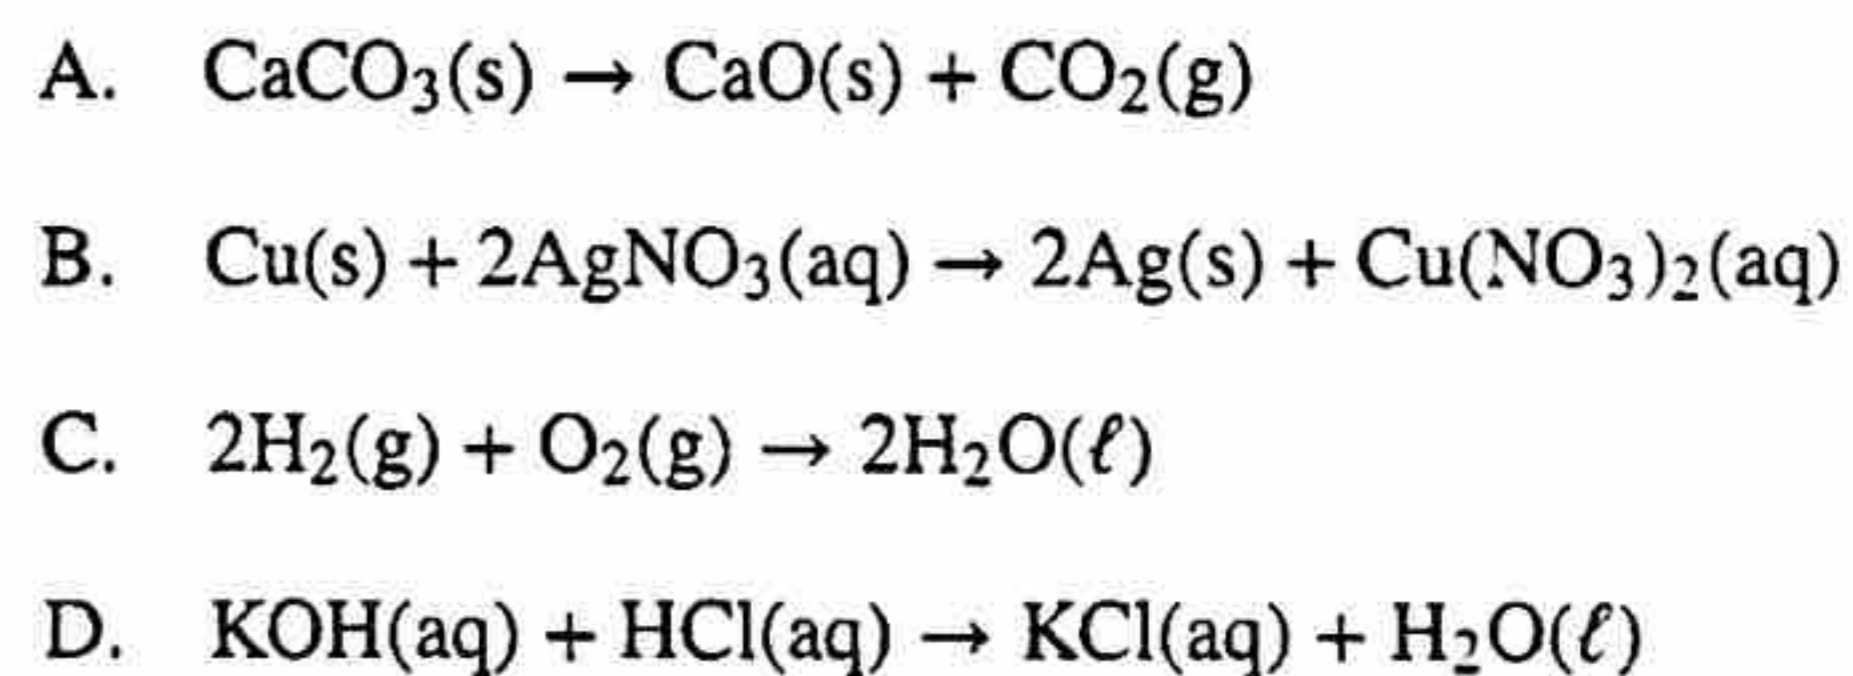 A. CaCO₃(s) → CaO(s) + CO₂(g)
B. Cu(s) + 2AgNO₃(aq) → 2Ag(s) + Cu(NO₃)₂(aq)
C. 2H₂(g) + O₂(g) → 2H₂O(ℓ)
D. KOH(aq) + HCl(aq) → KCl(aq) + H₂O(ℓ)